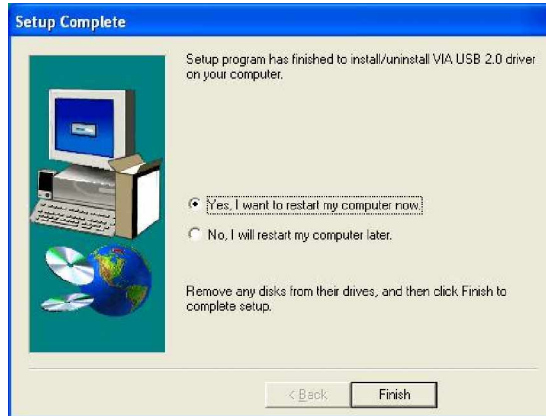 Setup Complete
Setup program has finished to install/uninstall VIA USB 2.0 driver
on your computer.
Yes, I want to restart my computer now.
No, I will restart my computer later.
Remove any disks from their drives, and then click Finish to
complete setup.
< Back
Finish